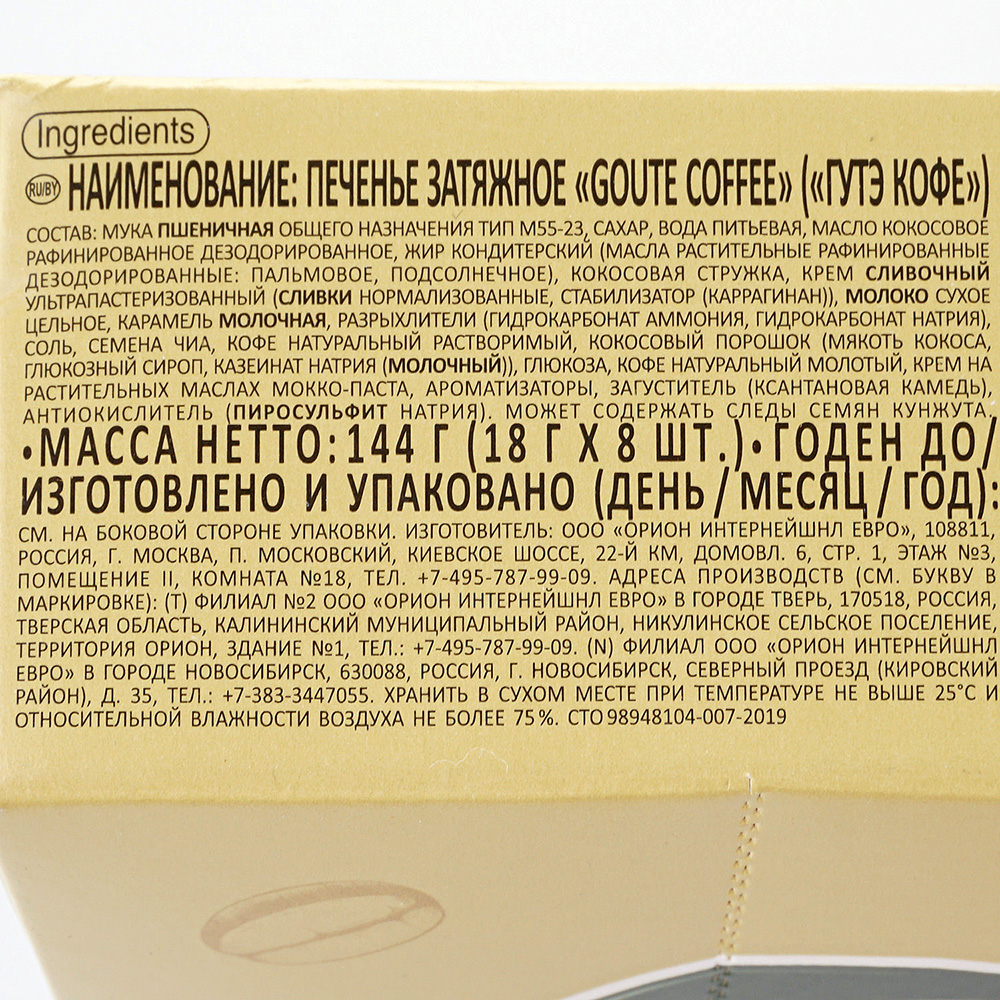 Ingredients
RU/BY НАИМЕНОВАНИЕ: ПЕЧЕНЬЕ ЗАТЯЖНОЕ «GOUTE COFFEE» («ГУТЭ КОФЕ»)
СОСТАВ: МУКА ПШЕНИЧНАЯ ОБЩЕГО НАЗНАЧЕНИЯ ТИП М55-23, САХАР, ВОДА ПИТЬЕВАЯ, МАСЛО КОКОСОВОЕ
РАФИНИРОВАННОЕ ДЕЗОДОРИРОВАННОЕ, ЖИР КОНДИТЕРСКИЙ (МАСЛА РАСТИТЕЛЬНЫЕ РАФИНИРОВАННЫЕ
ДЕЗОДОРИРОВАННЫЕ: ПАЛЬМОВОЕ, ПОДСОЛНЕЧНОЕ), КОКОСОВАЯ СТРУЖКА, КРЕМ СЛИВОЧНЫЙ
УЛЬТРАПАСТЕРИЗОВАННЫЙ (СЛИВКИ НОРМАЛИЗОВАННЫЕ, СТАБИЛИЗАТОР (КАРРАГИНАН)), МОЛОКО СУХОЕ
ЦЕЛЬНОЕ, КАРАМЕЛЬ МОЛОЧНАЯ, РАЗРЫХЛИТЕЛИ (ГИДРОКАРБОНАТ АММОНИЯ, ГИДРОКАРБОНАТ НАТРИЯ),
СОЛЬ, СЕМЕНА ЧИА, КОФЕ НАТУРАЛЬНЫЙ РАСТВОРИМЫЙ, КОКОСОВЫЙ ПОРОШОК (МЯКОТЬ КОКОСА,
ГЛЮКОЗНЫЙ СИРОП, КАЗЕИНАТ НАТРИЯ (МОЛОЧНЫЙ)), ГЛЮКОЗА, КОФЕ НАТУРАЛЬНЫЙ МОЛОТЫЙ, КРЕМ НА
РАСТИТЕЛЬНЫХ МАСЛАХ МОККО-ПАСТА, АРОМАТИЗАТОРЫ, ЗАГУСТИТЕЛЬ (КСАНТАНОВАЯ КАМЕДЬ),
АНТИОКИСЛИТЕЛЬ (ПИРОСУЛЬФИТ НАТРИЯ). МОЖЕТ СОДЕРЖАТЬ СЛЕДЫ СЕМЯН КУНЖУТА.
•МАССА НЕТТО: 144 Г (18 Г Х 8 ШТ.)• ГОДЕН ДО/
ИЗГОТОВЛЕНО И УПАКОВАНО (ДЕНЬ/МЕСЯЦ/ГОД):
СМ. НА БОКОВОЙ СТОРОНЕ УПАКОВКИ. ИЗГОТОВИТЕЛЬ: ООО «ОРИОН ИНТЕРНЕЙШНЛ ЕВРО», 108811,
РОССИЯ, Г. МОСКВА, П. МОСКОВСКИЙ, КИЕВСКОЕ ШОССЕ, 22-Й КМ, ДОМОВЛ. 6, СТР. 1, ЭТАЖ №3,
ПОМЕЩЕНИЕ II, КОМНАТА №18, ТЕЛ. +7-495-787-99-09. АДРЕСА ПРОИЗВОДСТВ (СМ. БУКВУ В
МАРКИРОВКЕ): (T) ФИЛИАЛ №2 ООО «ОРИОН ИНТЕРНЕЙШНЛ ЕВРО» В ГОРОДЕ ТВЕРЬ, 170518, РОССИЯ,
ТВЕРСКАЯ ОБЛАСТЬ, КАЛИНИНСКИЙ МУНИЦИПАЛЬНЫЙ РАЙОН, НИКУЛИНСКОЕ СЕЛЬСКОЕ ПОСЕЛЕНИЕ,
ТЕРРИТОРИЯ ОРИОН, ЗДАНИЕ №1, ТЕЛ.: +7-495-787-99-09. (N) ФИЛИАЛ ООО «ОРИОН ИНТЕРНЕЙШНЛ
ЕВРО» В ГОРОДЕ НОВОСИБИРСК, 630088, РОССИЯ, Г. НОВОСИБИРСК, СЕВЕРНЫЙ ПРОЕЗД (КИРОВСКИЙ
РАЙОН), Д. 35, ТЕЛ.: +7-383-3447055. ХРАНИТЬ В СУХОМ МЕСТЕ ПРИ ТЕМПЕРАТУРЕ НЕ ВЫШЕ 25°С И
ОТНОСИТЕЛЬНОЙ ВЛАЖНОСТИ ВОЗДУХА НЕ БОЛЕЕ 75%. СТО 98948104-007-2019